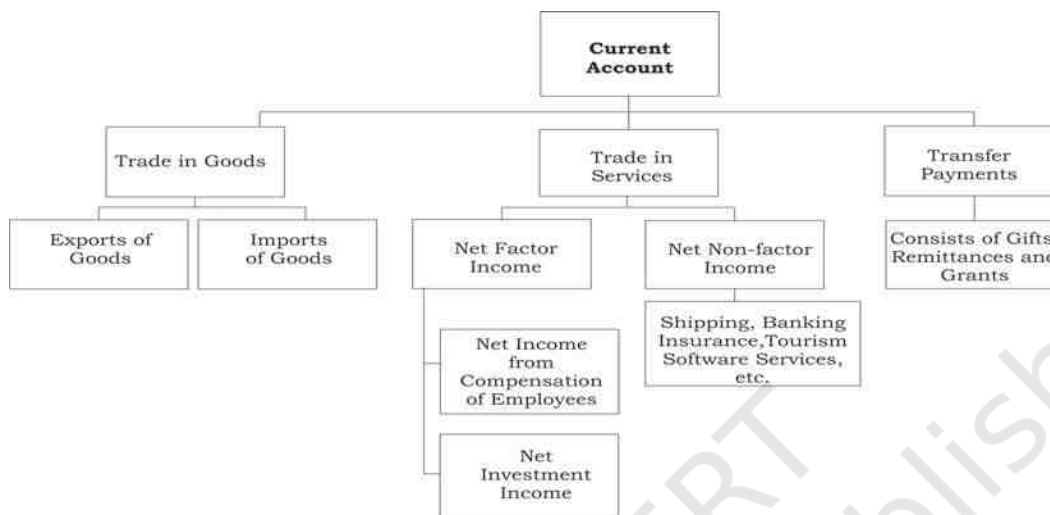 Current
Account
Trade in Goods
Trade in
Services
Transfer
Payments
Exports of
Goods
Imports
of Goods
Net Factor
Income
Net Non-factor
Income
Consists of Gifts
Remittances and
Grants
Net Income
from
Compensation
of Employees
Shipping, Banking
Insurance,Tourism
Software Services,
etc.
Net
Investment
Income